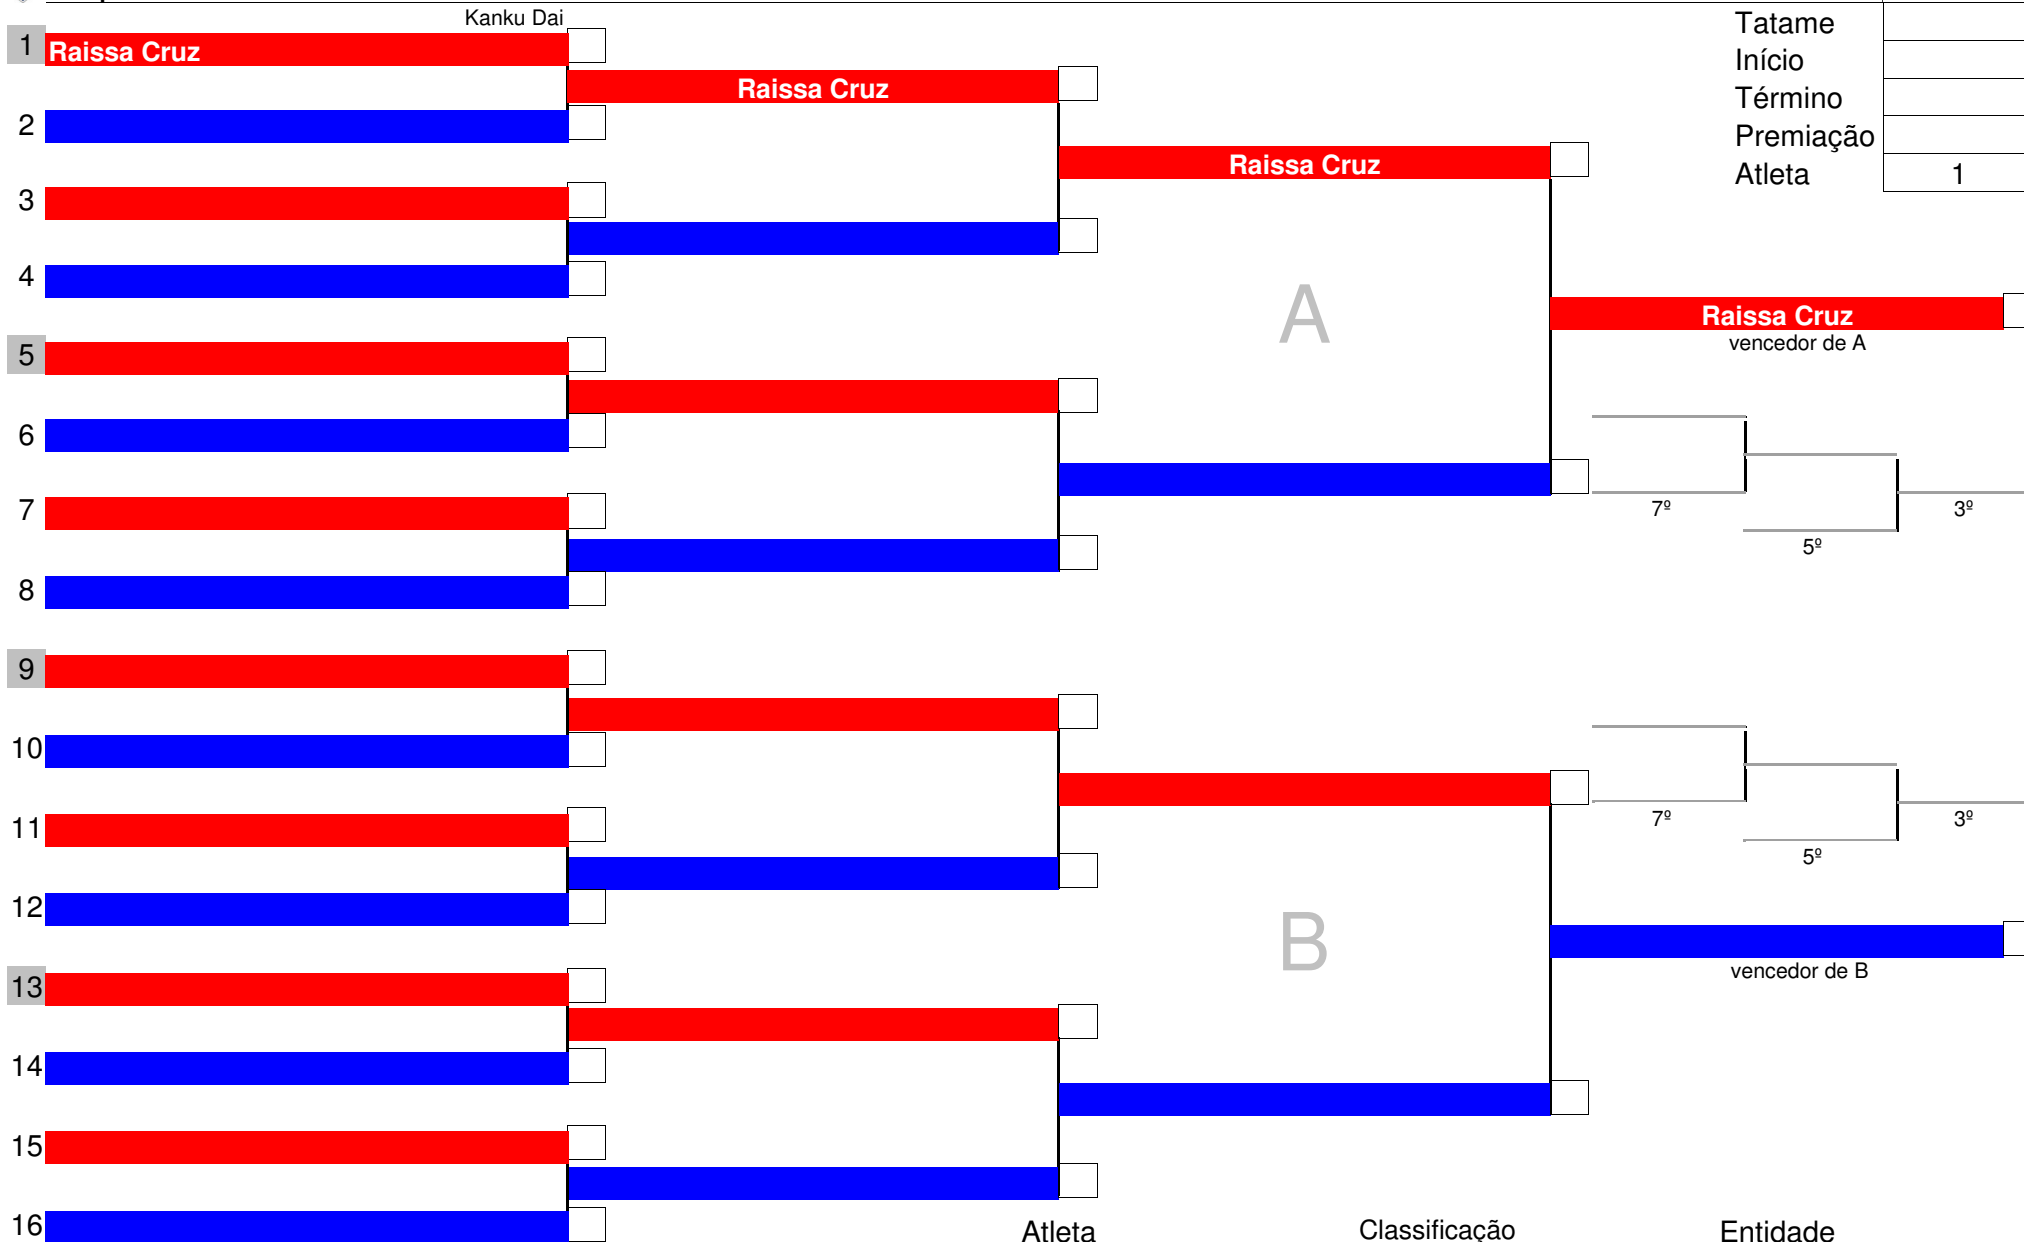 Kanku Dai
Tatame
1 Raissa Cruz
Início
Raissa Cruz
Término
2
Premiação
Raissa Cruz
Atleta 1
3
4
A
Raissa Cruz
vencedor de A
5
6
7º
3º
7
5º
8
9
10
7º
3º
11
5º
12
B
vencedor de B
13
14
15
16
Atleta Classificação Entidade